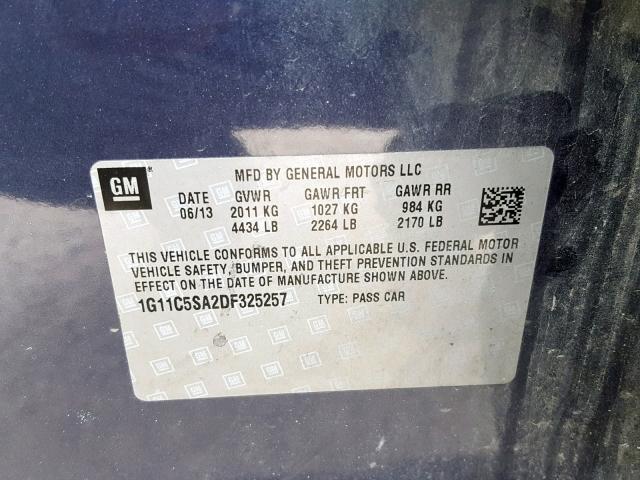 MFD BY GENERAL MOTORS LLC
GM
DATE GVWR GAWR FRT GAWR RR
06/13 2011 KG 1027 KG 984 KG
4434 LB 2264 LB 2170 LB
THIS VEHICLE CONFORMS TO ALL APPLICABLE U.S. FEDERAL MOTOR
VEHICLE SAFETY, BUMPER, AND THEFT PREVENTION STANDARDS IN
EFFECT ON THE DATE OF MANUFACTURE SHOWN ABOVE.
1G11C5SA2DF325257 TYPE: PASS CAR